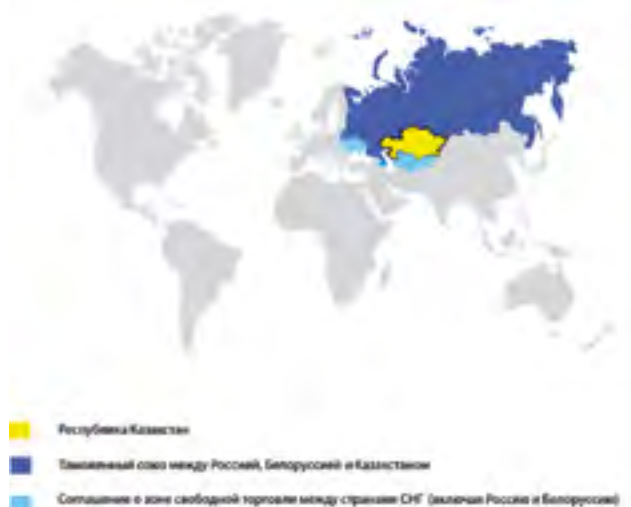 Республика Казахстан
Таможенный союз между Россией, Белоруссией и Казахстаном
Соглашение о зоне свободной торговли между странами СНГ (включая Россию и Белоруссию)